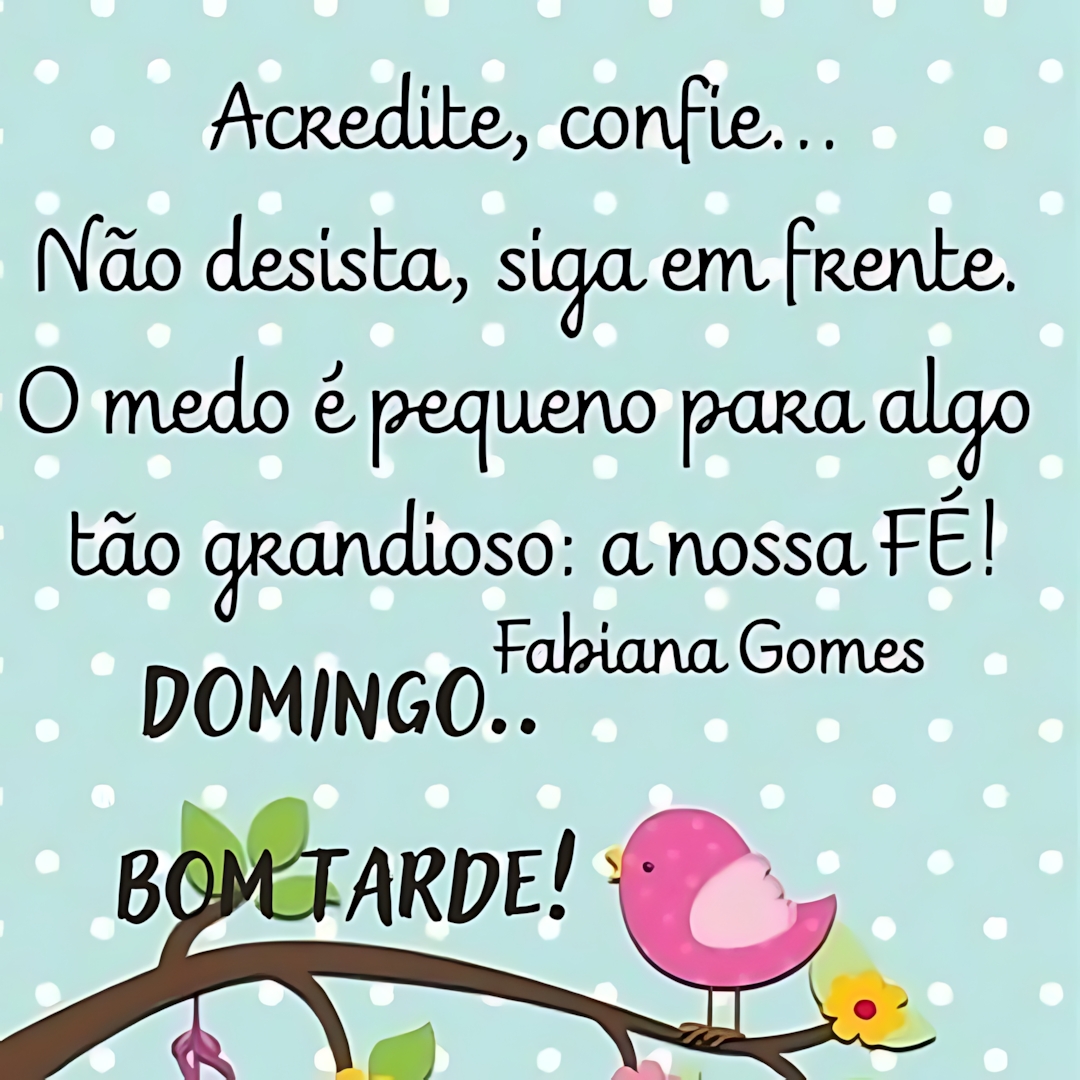 Acredite, confie...
Não desista, siga em frente.
O medo é pequeno para algo
tão grandioso: a nossa FÉ!
Fabiana Gomes
DOMINGO..
BOM TARDE!